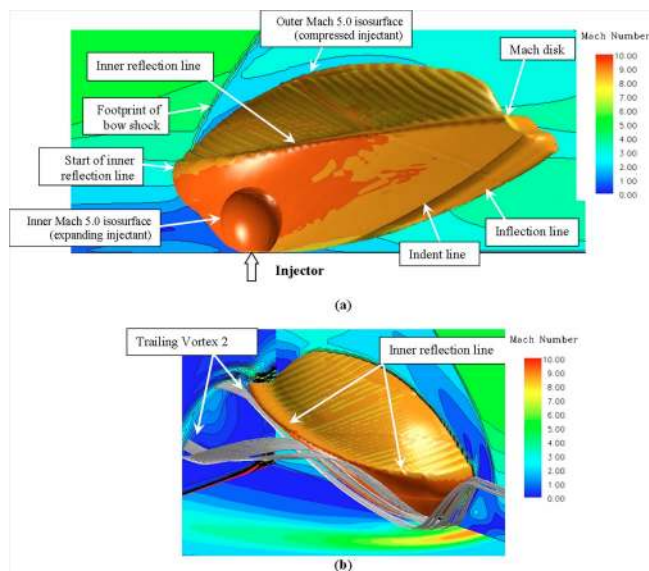 (a)
Outer Mach 5.0 isosurface
(compressed injectant)
Mach Number
Inner reflection line
Mach disk
10.00
9.00
8.00
7.00
6.00
5.00
4.00
3.00
2.00
1.00
0.00
Footprint of
bow shock
Start of inner
reflection line
Inner Mach 5.0 isosurface
(expanding injectant)
Inflection line
Indent line
Injector
(a)
Trailing Vortex 2
Inner reflection line
Mach Number
10.00
9.00
8.00
7.00
6.00
5.00
4.00
3.00
2.00
1.00
0.00
(b)